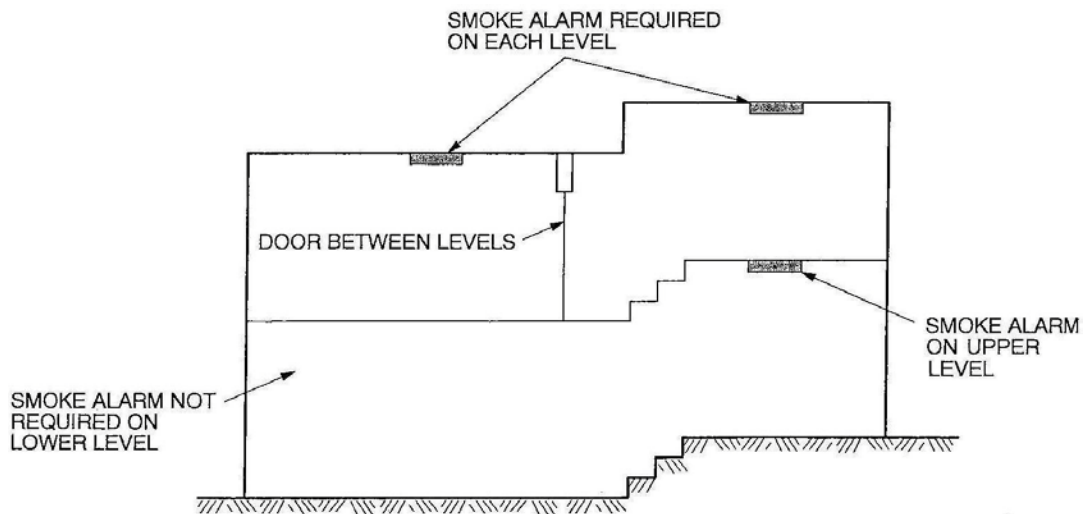 SMOKE ALARM REQUIRED
ON EACH LEVEL
DOOR BETWEEN LEVELS
SMOKE ALARM
ON UPPER
LEVEL
SMOKE ALARM NOT
REQUIRED ON
LOWER LEVEL